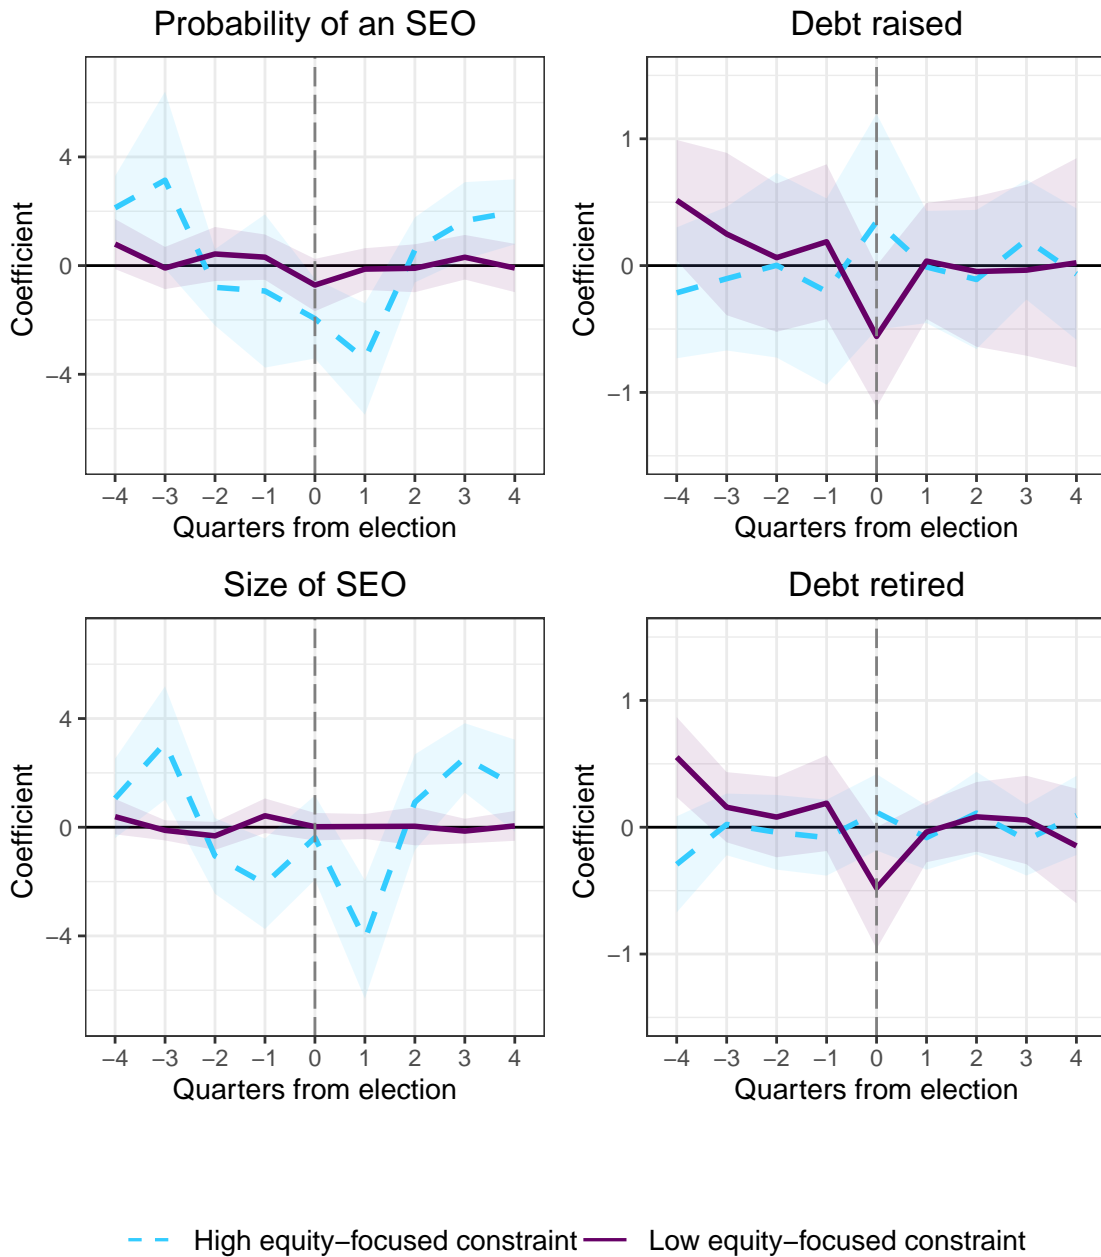 Probability of an SEO
Coefficient
4
0
−4
−4 −3 −2 −1 0 1 2 3 4
Quarters from election
Debt raised
Coefficient
1
0
−1
−4 −3 −2 −1 0 1 2 3 4
Quarters from election
Size of SEO
Coefficient
4
0
−4
−4 −3 −2 −1 0 1 2 3 4
Quarters from election
Debt retired
Coefficient
1
0
−1
−4 −3 −2 −1 0 1 2 3 4
Quarters from election
High equity−focused constraint Low equity−focused constraint